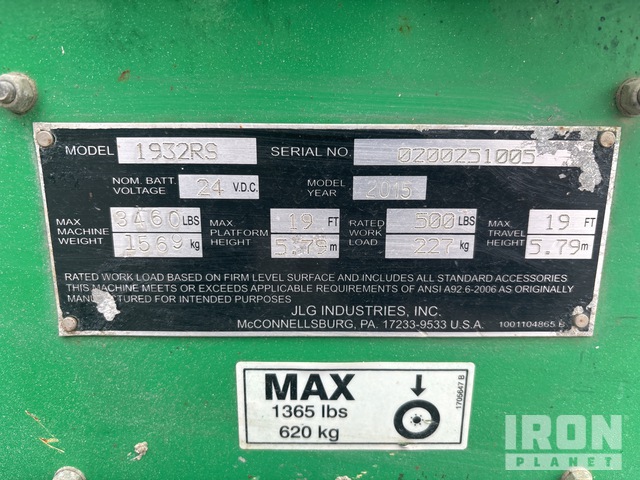 MODEL 1932RS SERIAL NO. 0200251005
NOM. BATT. VOLTAGE 24 V.D.C. MODEL YEAR 2015
MAX MACHINE WEIGHT 3460 LBS 1569 kg MAX PLATFORM HEIGHT 19 FT 5.79 m RATED WORK LOAD 500 LBS 227 kg MAX TRAVEL HEIGHT 19 FT 5.79 m
RATED WORK LOAD BASED ON FIRM LEVEL SURFACE AND INCLUDES ALL STANDARD ACCESSORIES
THIS MACHINE MEETS OR EXCEEDS APPLICABLE REQUIREMENTS OF ANSI A92.6-2006 AS ORIGINALLY
MANUFACTURED FOR INTENDED PURPOSES
JLG INDUSTRIES, INC.
McCONNELLSBURG, PA. 17233-9533 U.S.A. 1001104865
MAX
1365 lbs
620 kg
1705647 B
IRON
PLANET